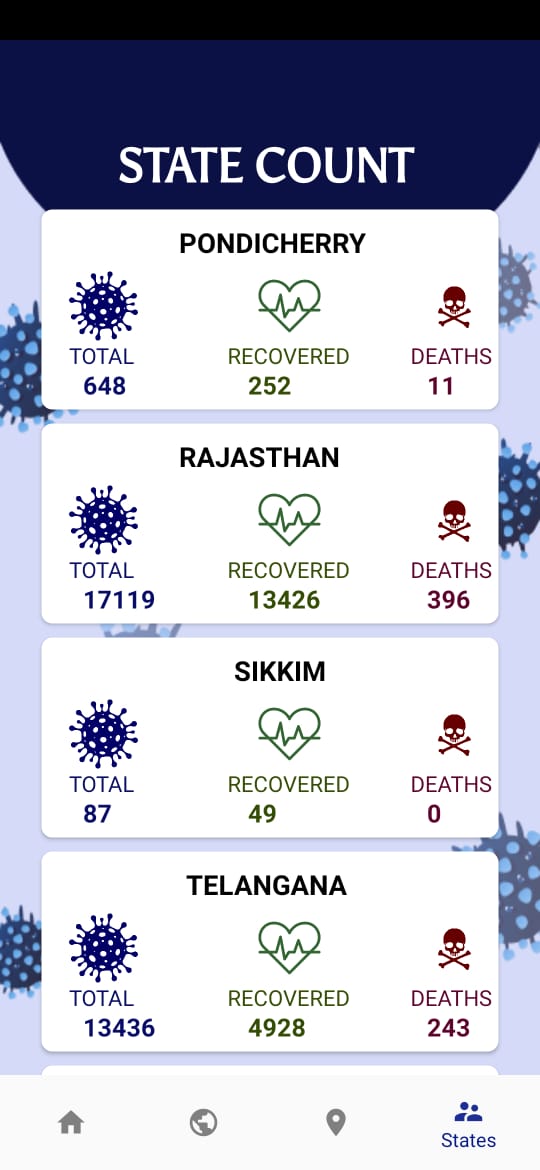 STATE COUNT
PONDICHERRY
TOTAL RECOVERED DEATHS
648 252 11
RAJASTHAN
TOTAL RECOVERED DEATHS
17119 13426 396
SIKKIM
TOTAL RECOVERED DEATHS
87 49 0
TELANGANA
TOTAL RECOVERED DEATHS
13436 4928 243
States